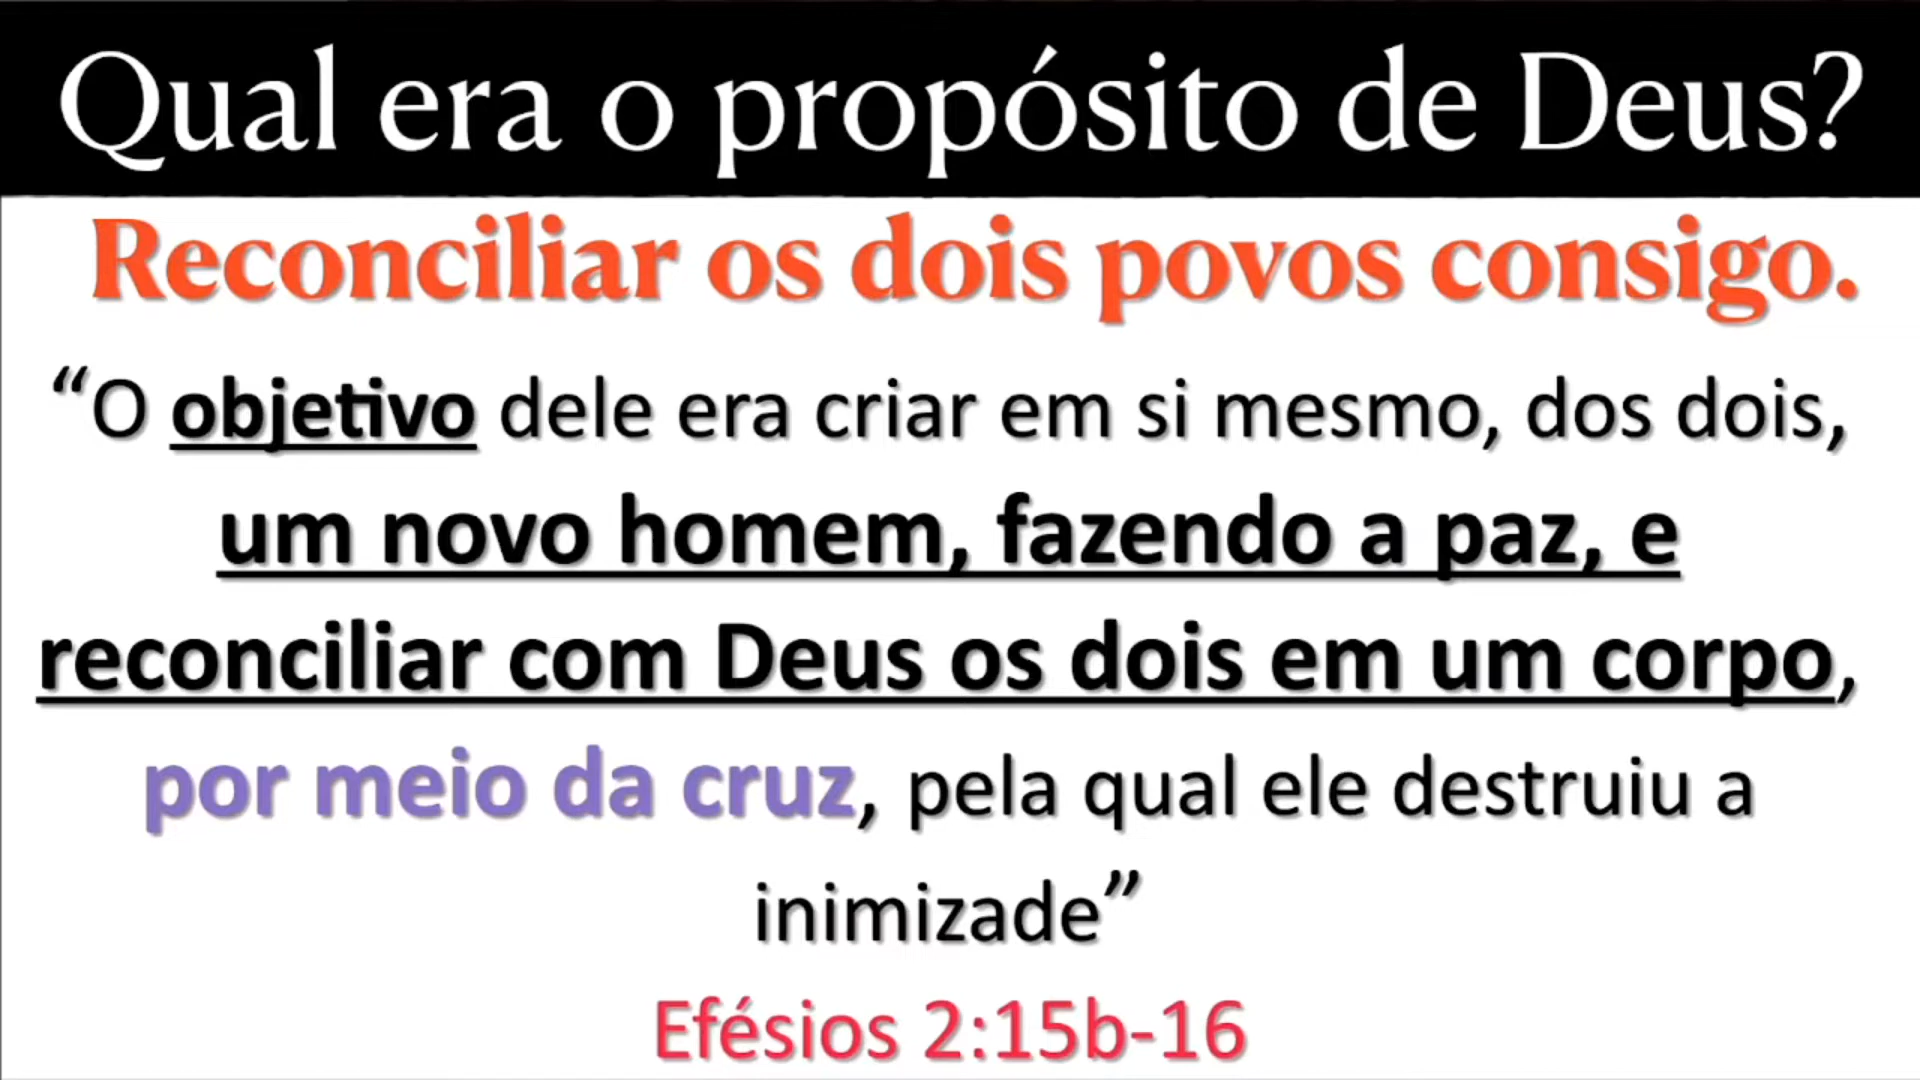 Qual era o propósito de Deus?
Reconciliar os dois povos consigo.
“O objetivo dele era criar em si mesmo, dos dois,
um novo homem, fazendo a paz, e
reconciliar com Deus os dois em um corpo,
por meio da cruz, pela qual ele destruiu a
inimizade”
Efésios 2:15b-16